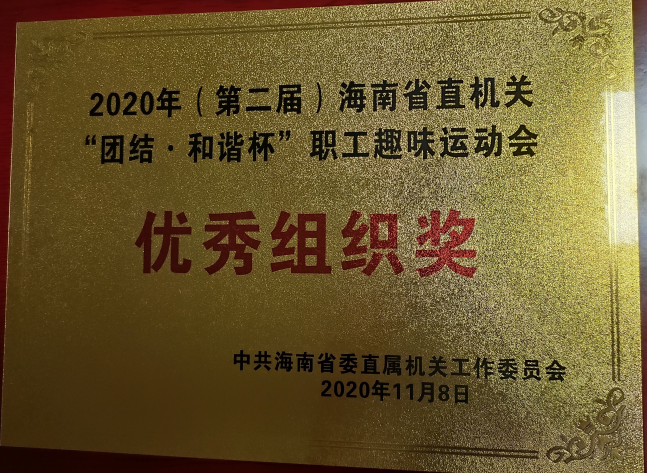 2020年（第二届）海南省直机关
“团结·和谐杯”职工趣味运动会
优秀组织奖
中共海南省委直属机关工作委员会
2020年11月8日